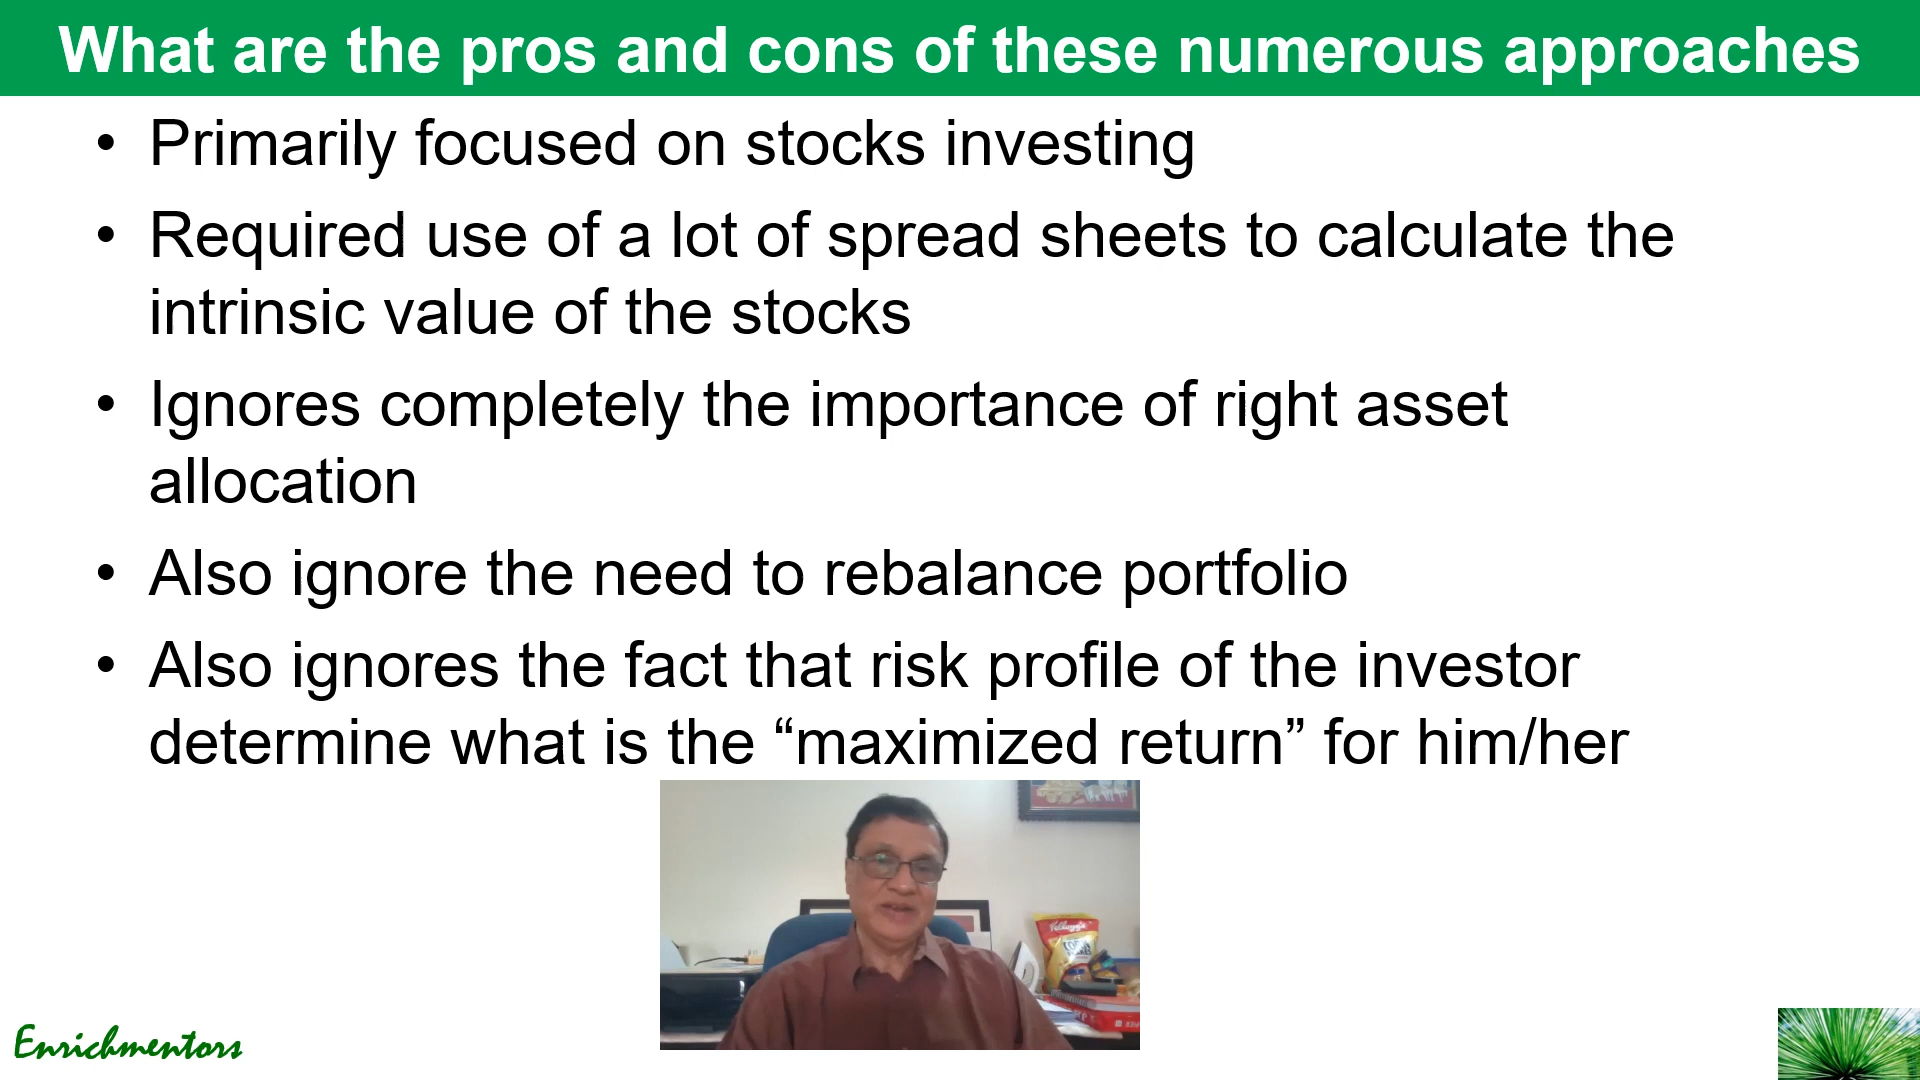 What are the pros and cons of these numerous approaches
• Primarily focused on stocks investing
• Required use of a lot of spread sheets to calculate the
intrinsic value of the stocks
• Ignores completely the importance of right asset
allocation
• Also ignore the need to rebalance portfolio
• Also ignores the fact that risk profile of the investor
determine what is the “maximized return” for him/her
Kellogg's
Enrichmentors